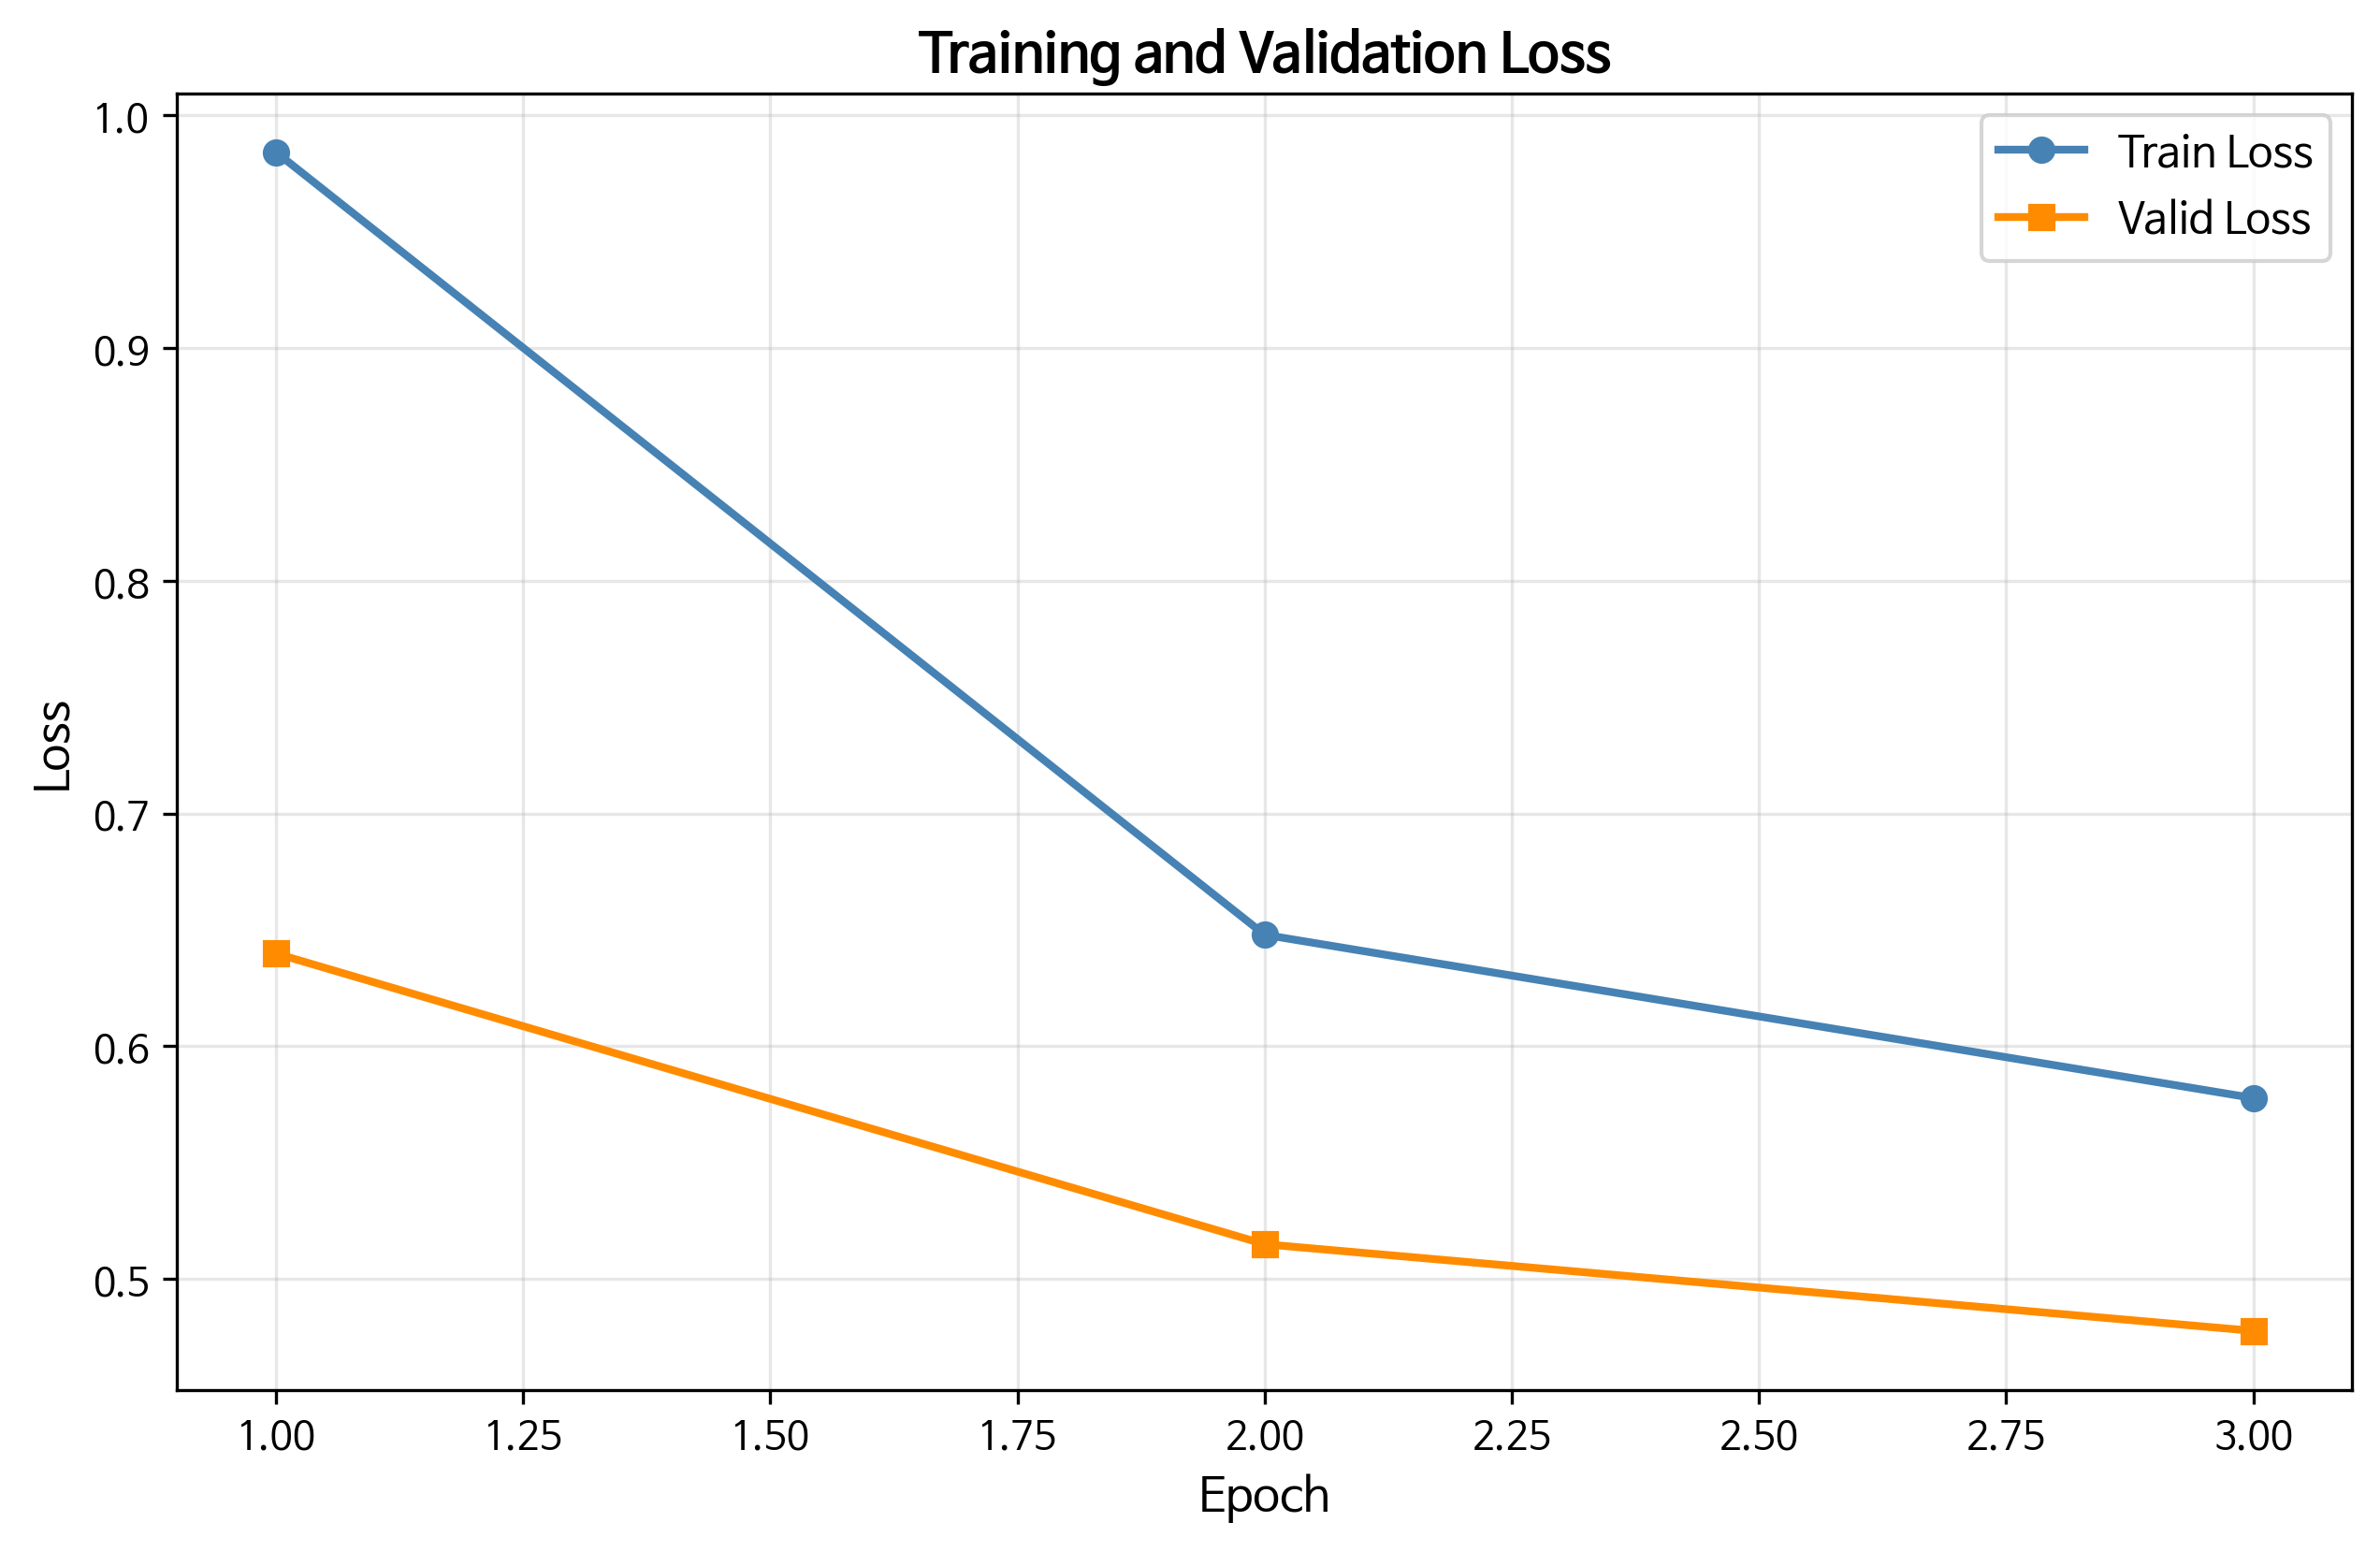 Training and Validation Loss
1.0
0.9
0.8
0.7
0.6
0.5
Loss
Train Loss
Valid Loss
1.00 1.25 1.50 1.75 2.00 2.25 2.50 2.75 3.00
Epoch